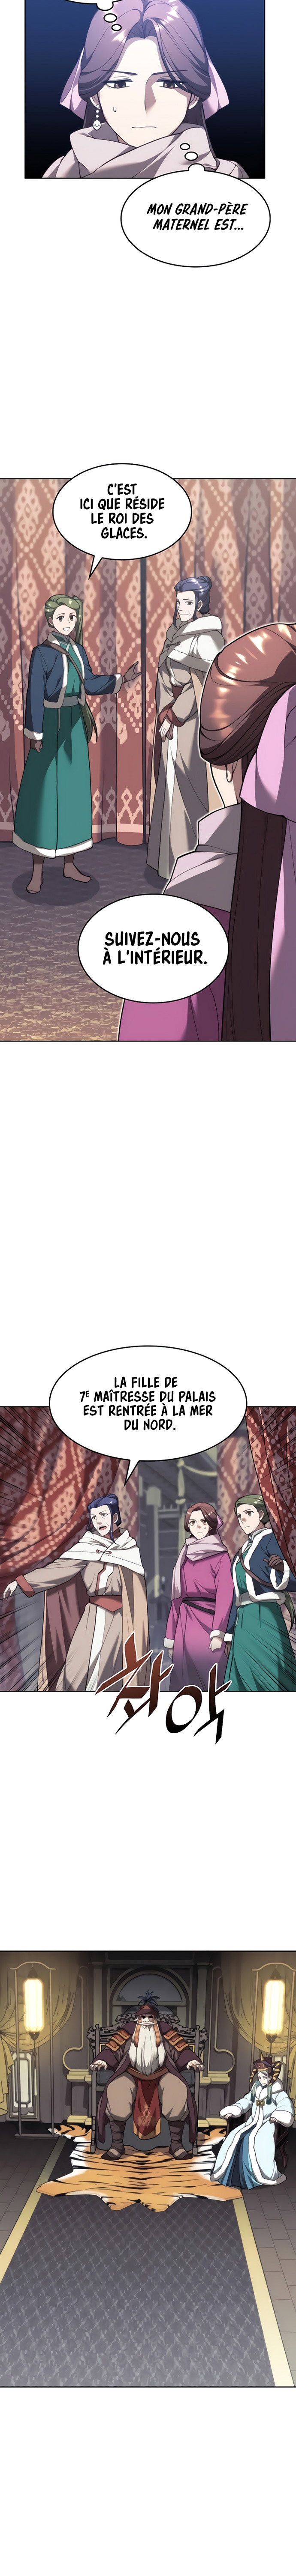 MON GRAND-PÈRE
MATERNEL EST...
C'EST
ICI QUE RÉSIDE
LE ROI DES
GLACES.
SUIVEZ-NOUS
À L'INTÉRIEUR.
LA FILLE DE
7E MAÎTRESSE DU PALAIS
EST RENTRÉE À LA MER
DU NORD.
촤악